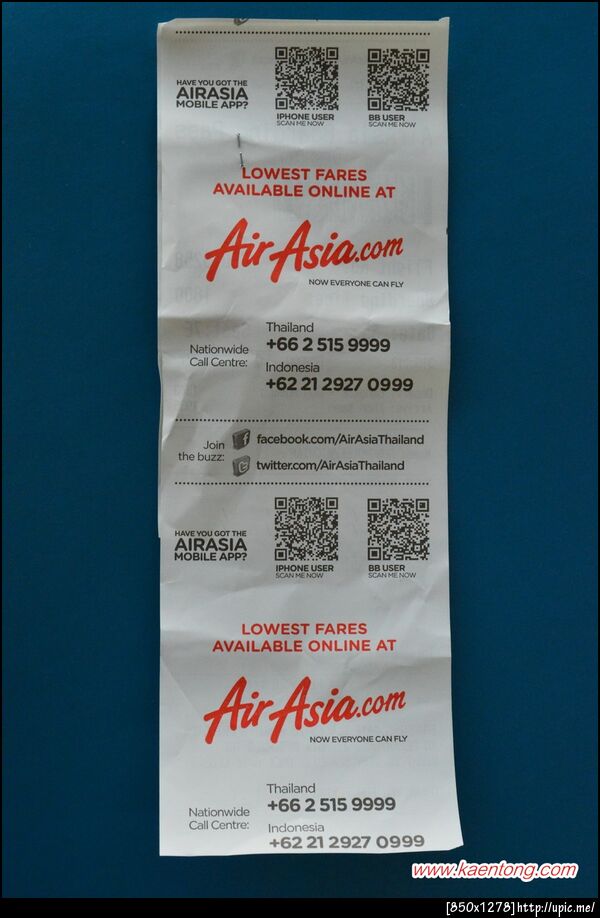 HAVE YOU GOT THE
AIRASIA
MOBILE APP?
IPHONE USER
SCAN ME NOW
BB USER
SCAN ME NOW
LOWEST FARES
AVAILABLE ONLINE AT
AirAsia.com
NOW EVERYONE CAN FLY
Nationwide
Call Centre:
Thailand
+66 2 515 9999
Indonesia
+62 21 2927 0999
Join
the buzz:
facebook.com/AirAsiaThailand
twitter.com/AirAsiaThailand
HAVE YOU GOT THE
AIRASIA
MOBILE APP?
IPHONE USER
SCAN ME NOW
BB USER
SCAN ME NOW
LOWEST FARES
AVAILABLE ONLINE AT
AirAsia.com
NOW EVERYONE CAN FLY
Nationwide
Call Centre:
Thailand
+66 2 515 9999
Indonesia
+62 21 2927 0999
www.kaentong.com
[850x1278]http://upic.me/